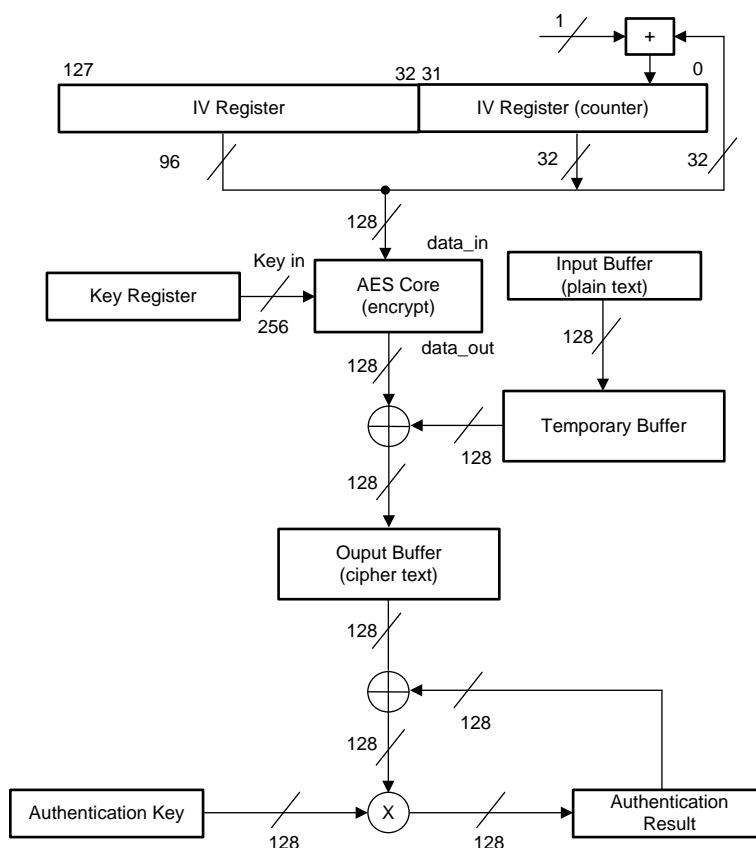 1
+
127
32
31
0
IV Register
IV Register (counter)
96
32
32
128
data_in
Key in
Key Register
AES Core
(encrypt)
Input Buffer
(plain text)
256
data_out
128
128
Temporary Buffer
128
128
Ouput Buffer
(cipher text)
128
128
128
Authentication Key
X
Authentication
Result
128
128